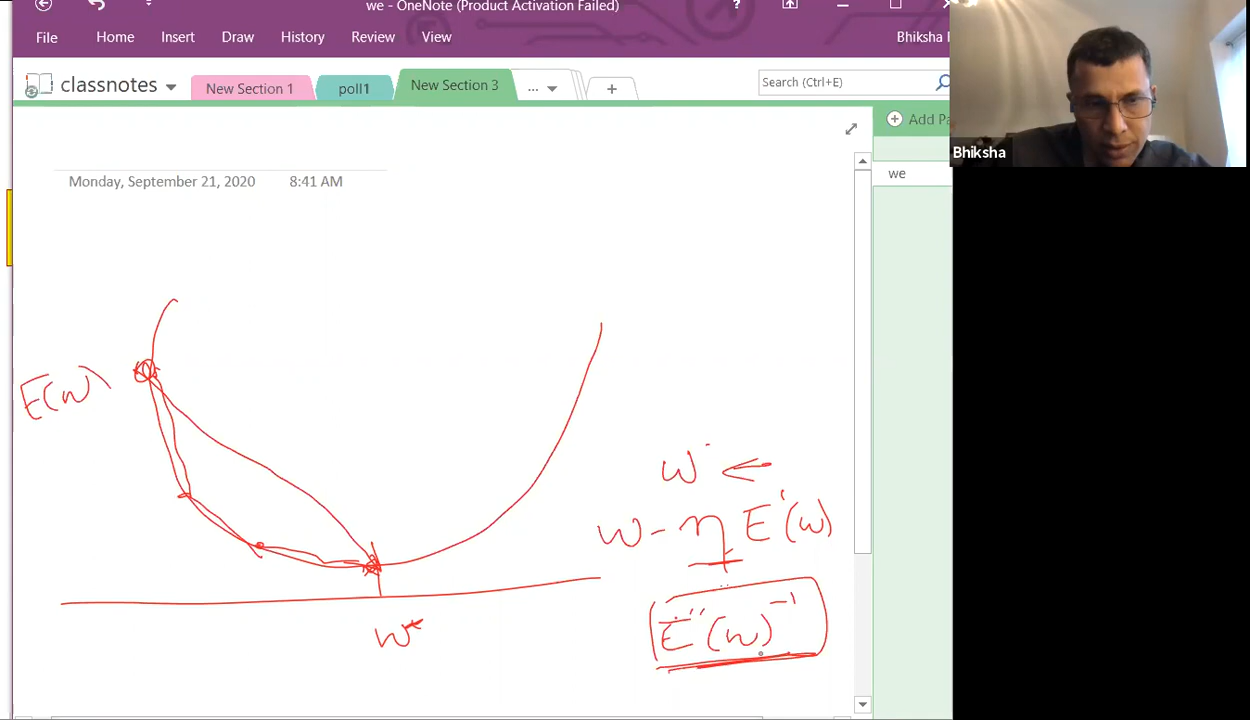 we - OneNote (Product Activation Failed)
?
File Home Insert Draw History Review View
classnotes New Section 1 poll1 New Section 3 ... +
Search (Ctrl+E)
Add Pa
Bhiksha
we
Monday, September 21, 2020 8:41 AM
E(w)
w ←
w - η E'(w)
E''(w)⁻¹
w*